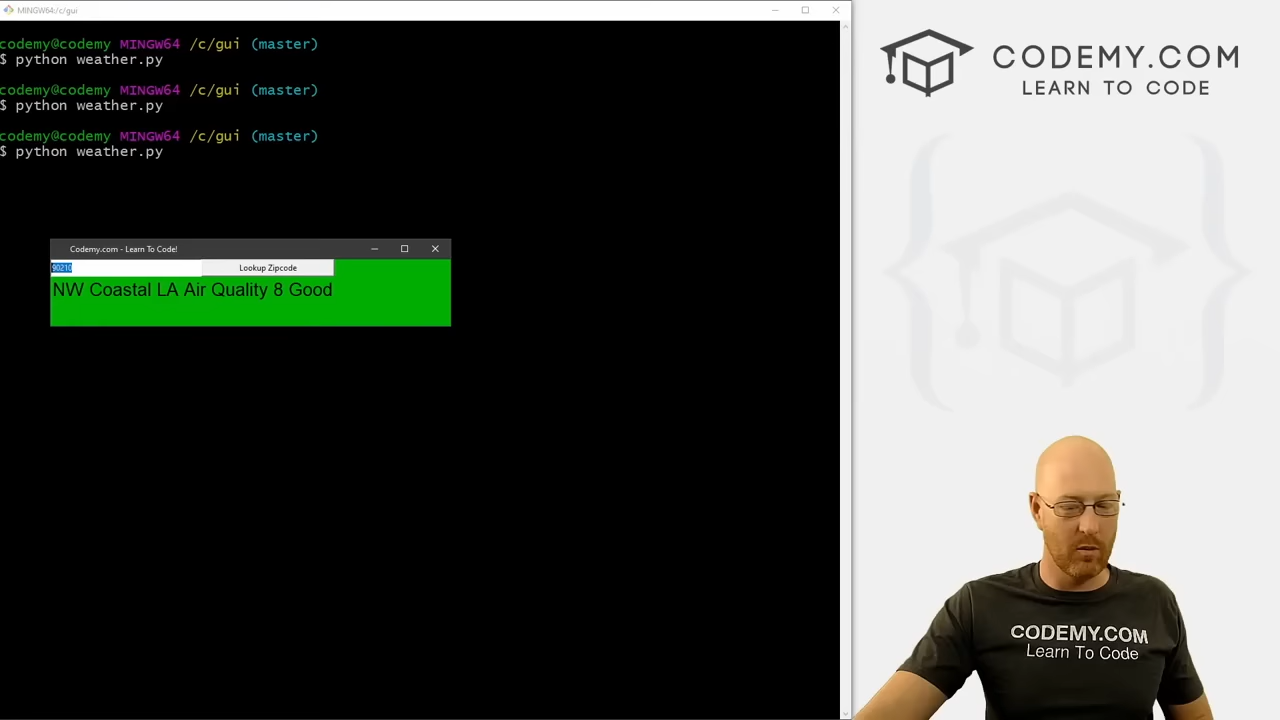 MINGW64:/c/gui
codemy@codemy MINGW64 /c/gui (master)
$ python weather.py
codemy@codemy MINGW64 /c/gui (master)
$ python weather.py
codemy@codemy MINGW64 /c/gui (master)
$ python weather.py
Codemy.com - Learn To Code!
90210
Lookup Zipcode
NW Coastal LA Air Quality 8 Good
CODEMY.COM
LEARN TO CODE
CODEMY.COM
Learn To Code